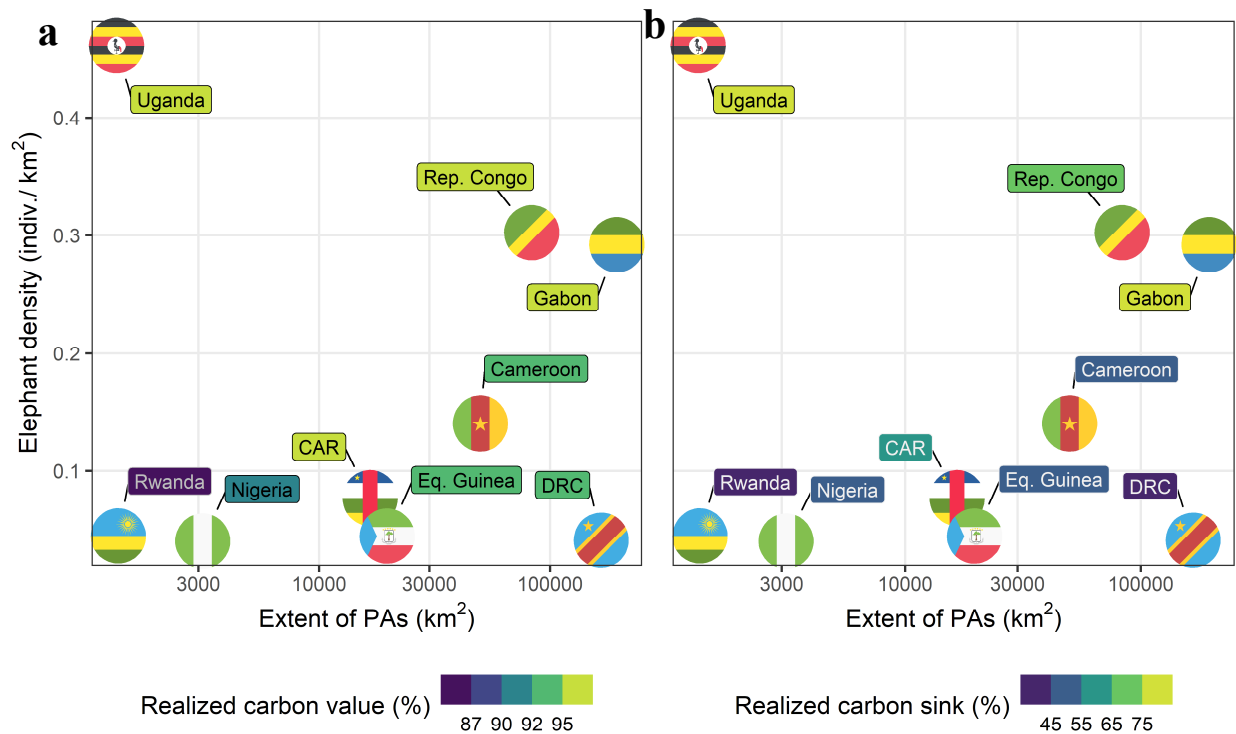 a
Uganda
Rep. Congo
Gabon
Cameroon
CAR
Rwanda
Nigeria
Eq. Guinea
DRC
0.4
0.3
0.2
0.1
Elephant density (indiv./ km²)
3000 10000 30000 100000
Extent of PAs (km²)
Realized carbon value (%)
87 90 92 95
b
Uganda
Rep. Congo
Gabon
Cameroon
CAR
Rwanda
Nigeria
Eq. Guinea
DRC
3000 10000 30000 100000
Extent of PAs (km²)
Realized carbon sink (%)
45 55 65 75